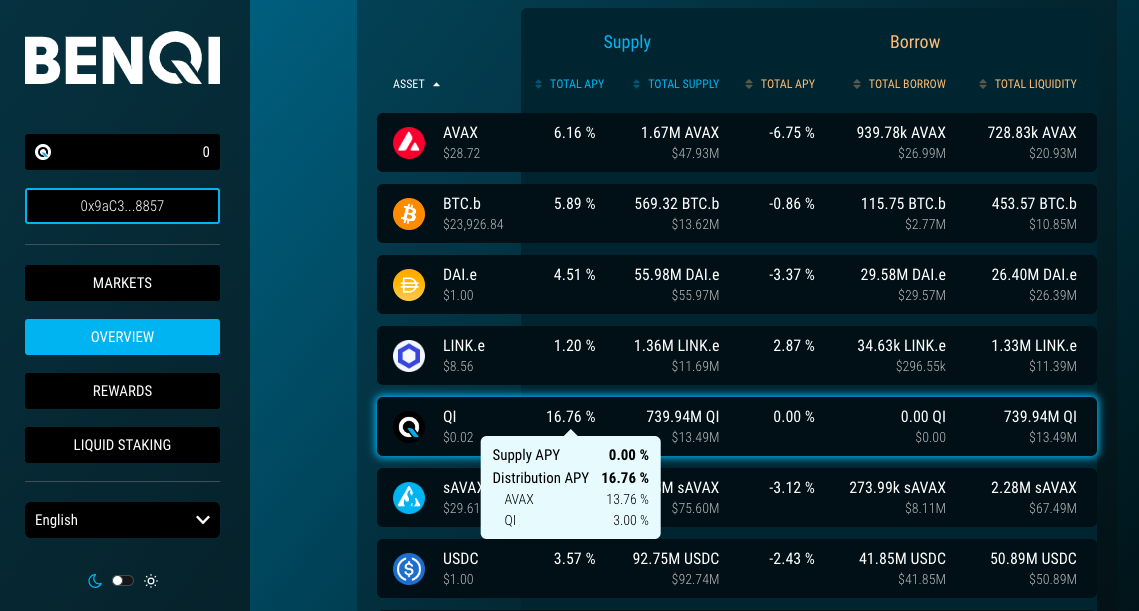 BENQI
0
0x9aC3...8857
MARKETS
OVERVIEW
REWARDS
LIQUID STAKING
English
Supply Borrow
ASSET TOTAL APY TOTAL SUPPLY TOTAL APY TOTAL BORROW TOTAL LIQUIDITY
AVAX 6.16 % 1.67M AVAX -6.75 % 939.78k AVAX 728.83k AVAX
$28.72 $47.93M $26.99M $20.93M
BTC.b 5.89 % 569.32 BTC.b -0.86 % 115.75 BTC.b 453.57 BTC.b
$23,926.84 $13.62M $2.77M $10.85M
DAI.e 4.51 % 55.98M DAI.e -3.37 % 29.58M DAI.e 26.40M DAI.e
$1.00 $55.97M $29.57M $26.39M
LINK.e 1.20 % 1.36M LINK.e 2.87 % 34.63k LINK.e 1.33M LINK.e
$8.56 $11.69M $296.55k $11.39M
QI 16.76 % 739.94M QI 0.00 % 0.00 QI 739.94M QI
$0.02 $13.49M $0.00 $13.49M
Supply APY 0.00 %
Distribution APY 16.76 %
AVAX 13.76 %
QI 3.00 %
sAVAX M sAVAX -3.12 % 273.99k sAVAX 2.28M sAVAX
$29.61 $75.60M $8.11M $67.49M
USDC 3.57 % 92.75M USDC -2.43 % 41.85M USDC 50.89M USDC
$1.00 $92.74M $41.85M $50.89M